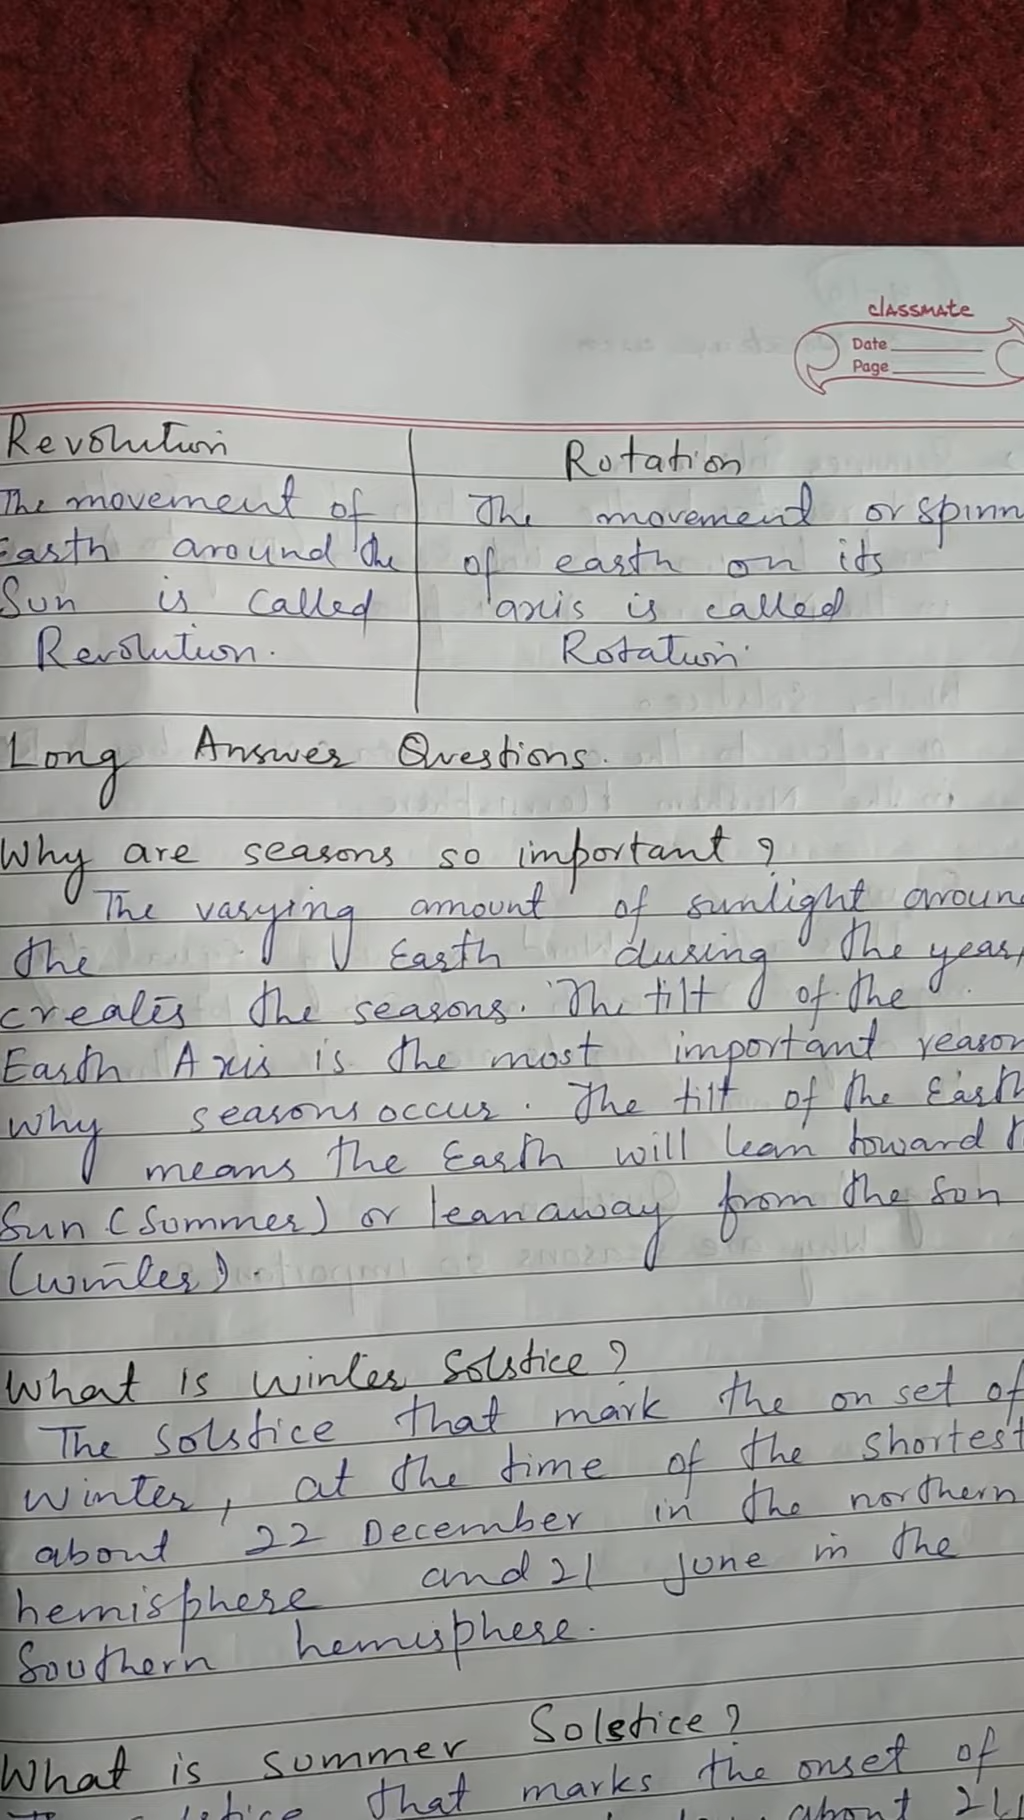 classmate
Date
Page
Revolution
The movement of
Earth around the
Sun is called
Revolution.
Rotation
The movement or spinn
of earth on its
axis is called
Rotation.
Long Answer Questions.
Why are seasons so important?
The varying amount of sunlight aroun
the Earth during the year,
creates the seasons. The tilt of the
Earth Axis is the most important reason
why seasons occur. The tilt of the Earth
means the Earth will lean toward
Sun (Summer) or lean away from the Son
(winter).
What is winter Solstice?
The Solstice that mark the on set of
winter, at the time of the shortest
about 22 December in the northern
hemisphere and 21 June in the
Southern hemisphere.
What is summer Solstice?
that marks the onset of
about